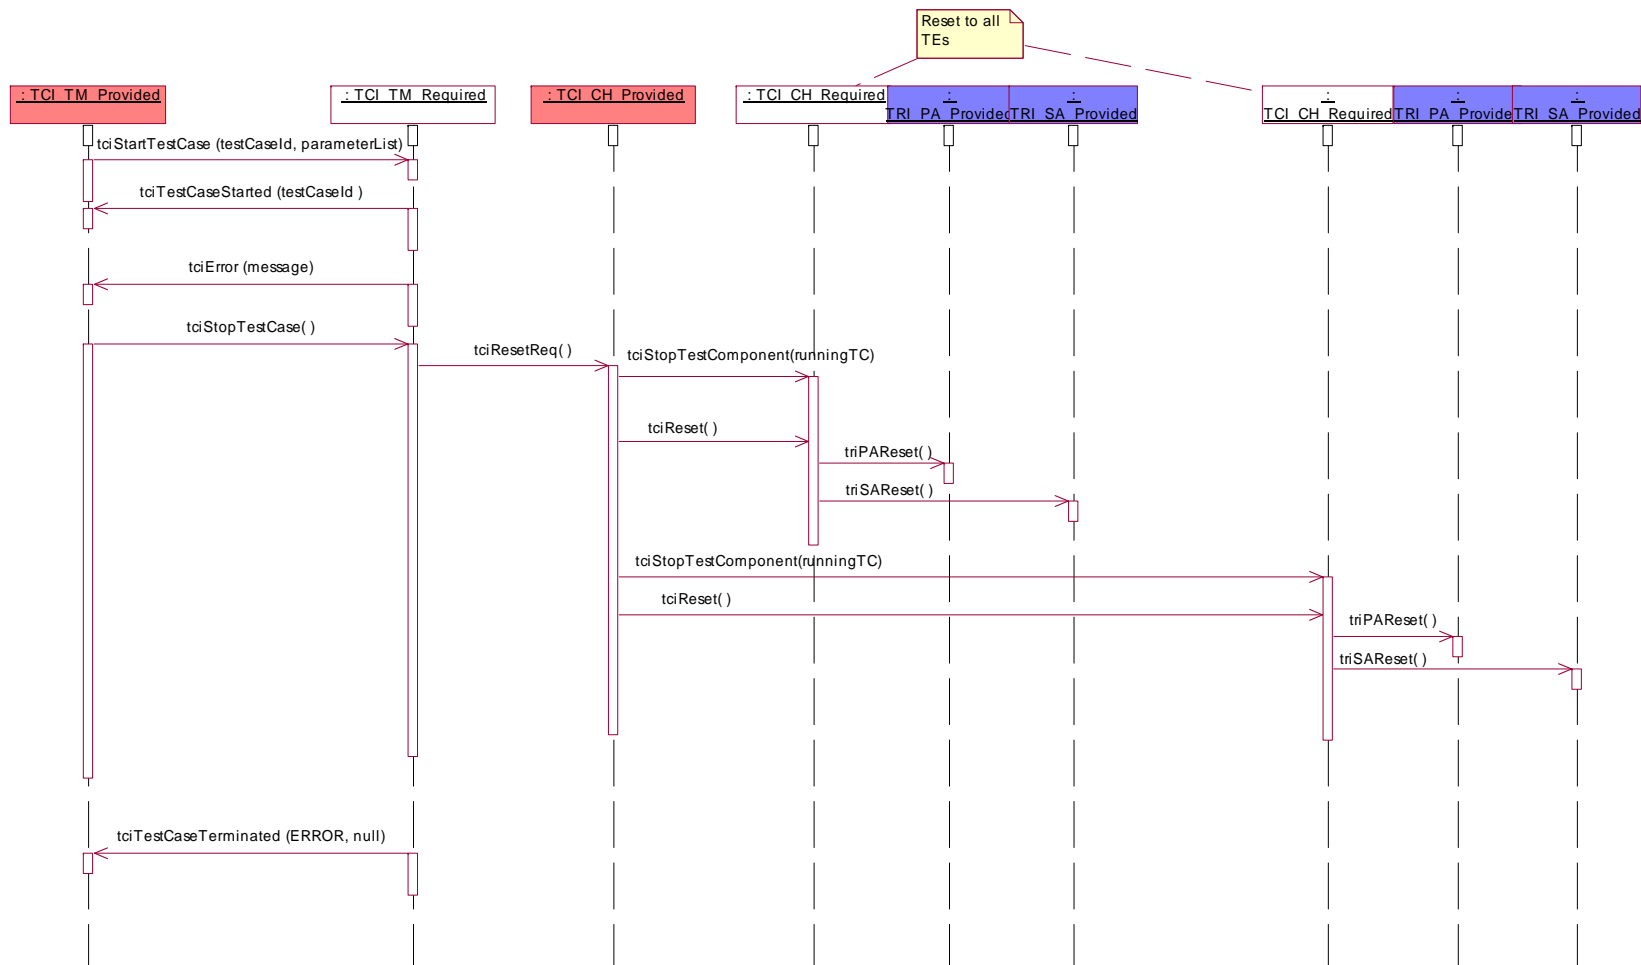 Reset to all
TEs
: TCI_TM_Provided
: TCI_TM_Required
: TCI_CH_Provided
: TCI_CH_Required
:
TRI_PA_Provided
:
TRI_SA_Provided
:
TCI_CH_Required
:
TRI_PA_Provide
:
TRI_SA_Provided
tciStartTestCase (testCaseId, parameterList)
tciTestCaseStarted (testCaseId )
tciError (message)
tciStopTestCase( )
tciResetReq( )
tciStopTestComponent(runningTC)
tciReset( )
triPAReset( )
triSAReset( )
tciStopTestComponent(runningTC)
tciReset( )
triPAReset( )
triSAReset( )
tciTestCaseTerminated (ERROR, null)